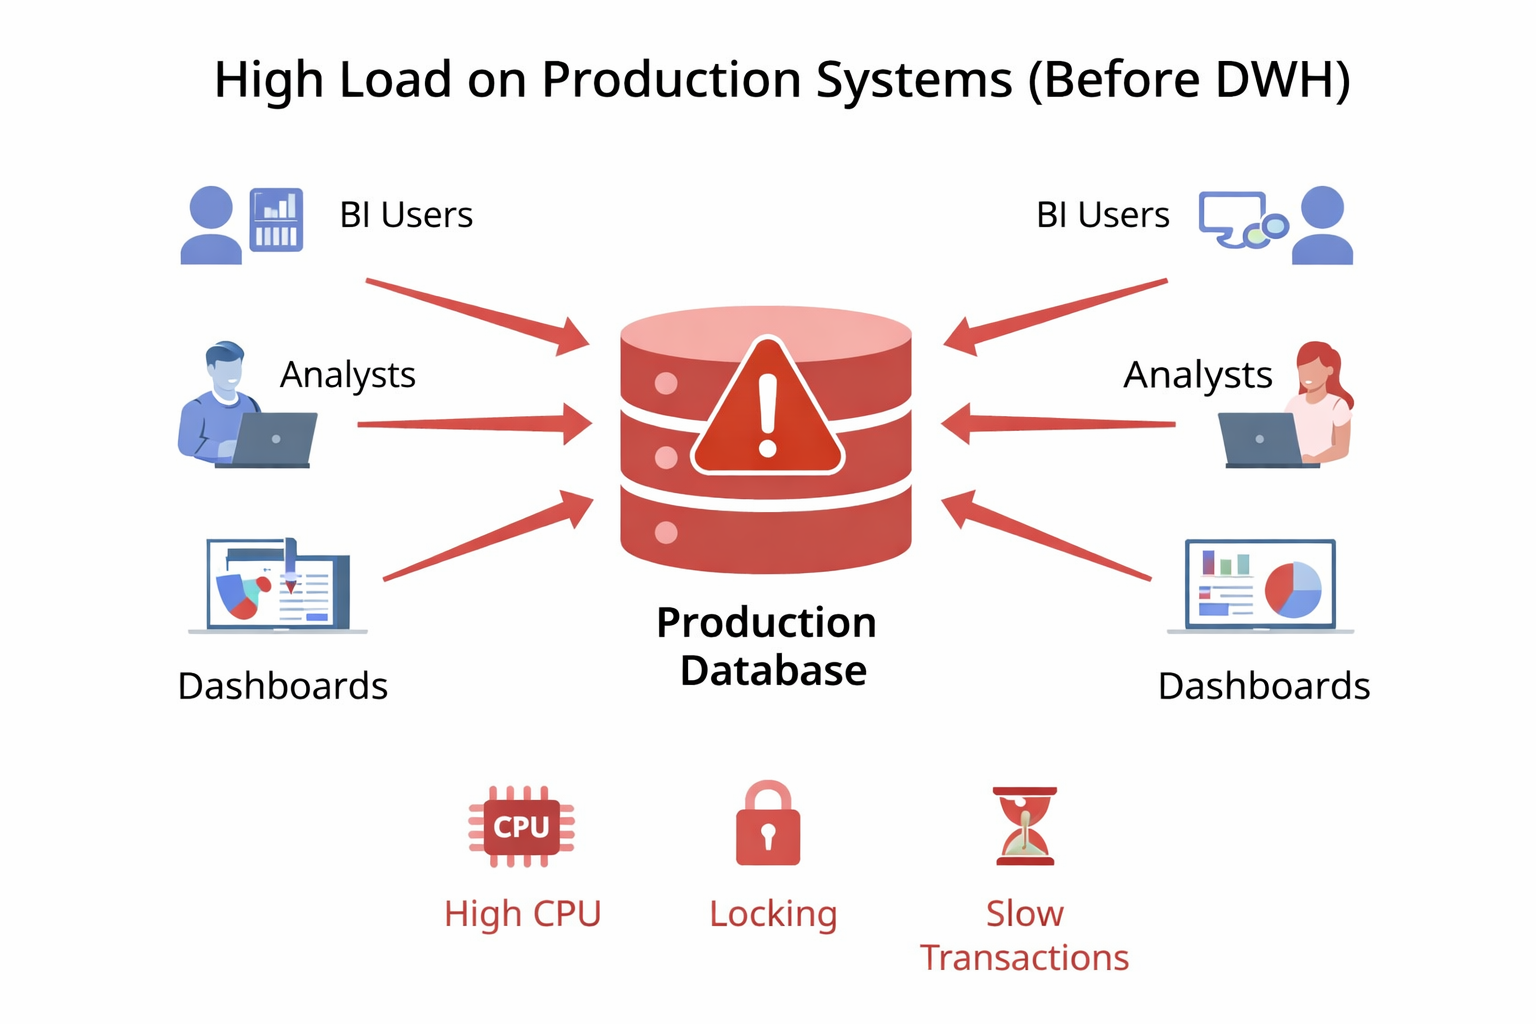 High Load on Production Systems (Before DWH)
BI Users
BI Users
Analysts
Analysts
Dashboards
Dashboards
Production
Database
CPU
High CPU
Locking
Slow
Transactions